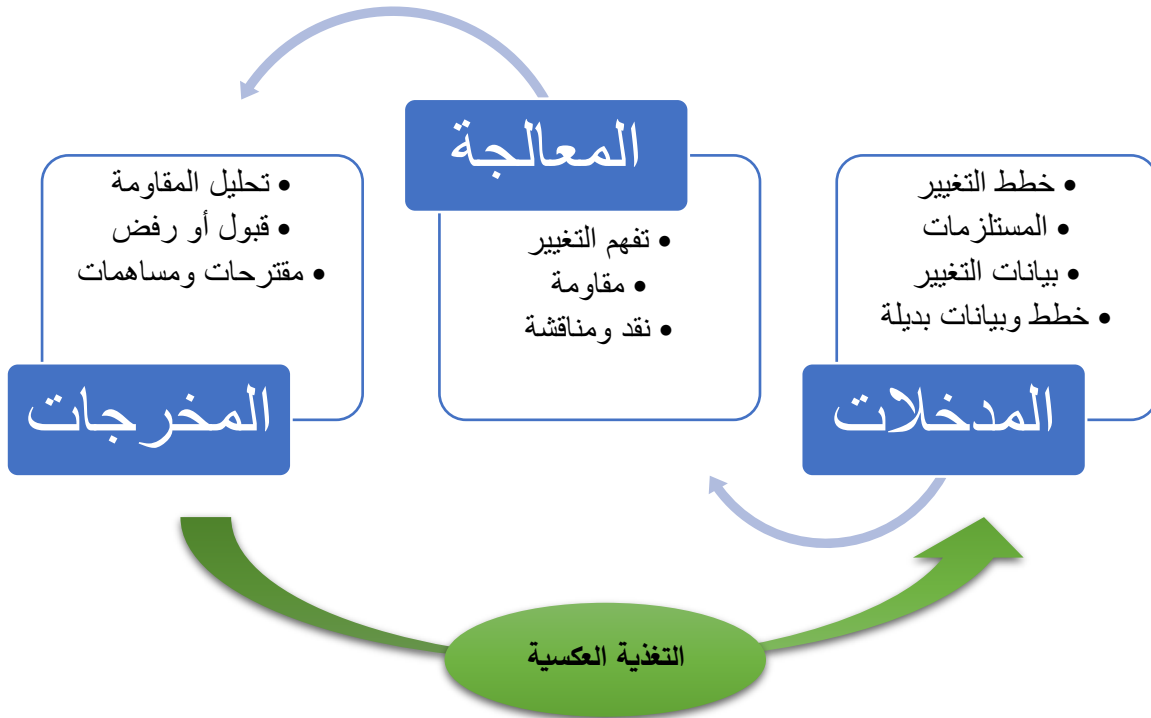 المدخلات
• خطط التغيير
• المستلزمات
• بيانات التغيير
• خطط وبيانات بديلة
المعالجة
• تفهم التغيير
• مقاومة
• نقد ومناقشة
المخرجات
• تحليل المقاومة
• قبول أو رفض
• مقترحات ومساهمات
التغذية العكسية